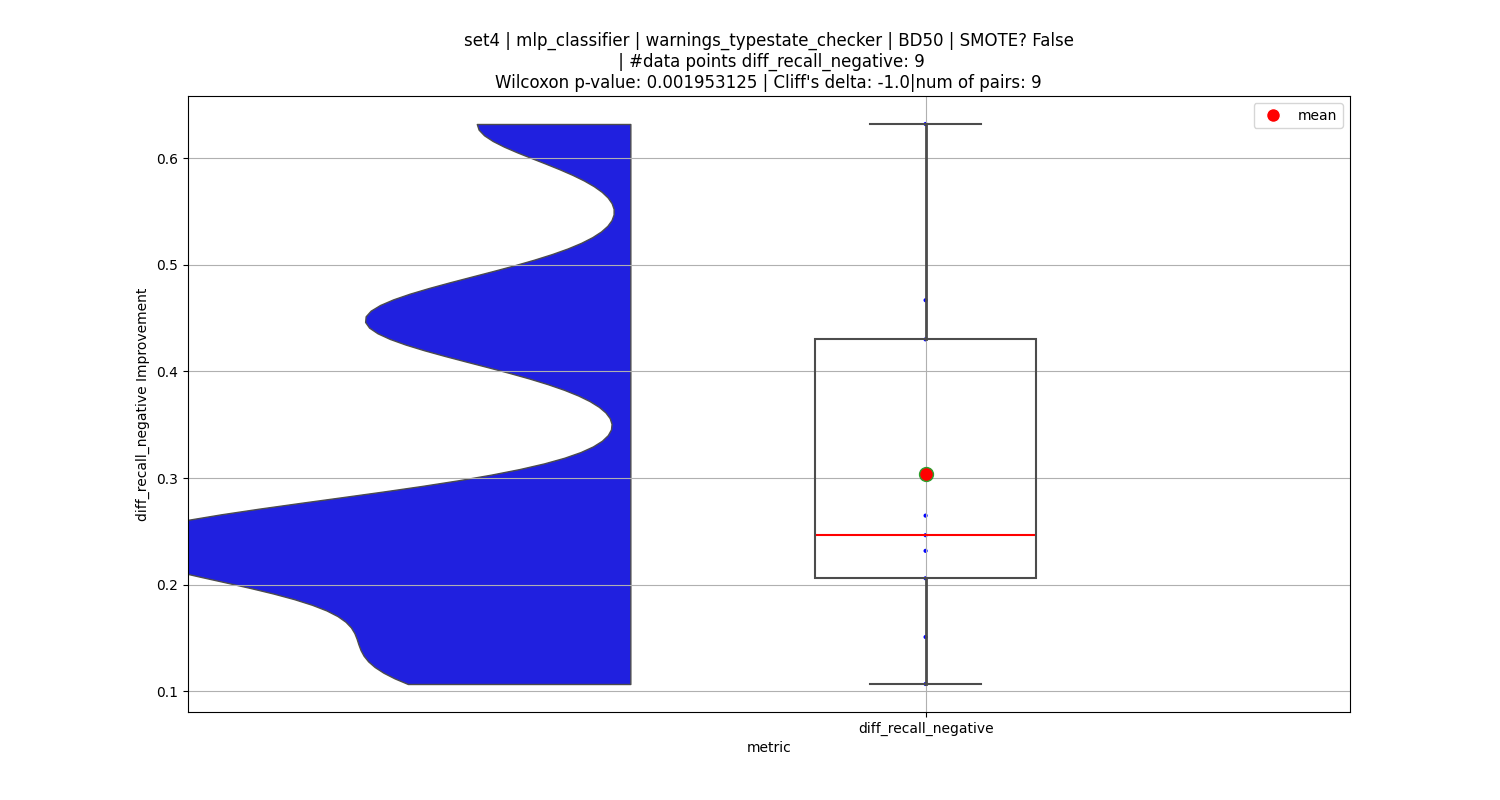 set4 | mlp_classifier | warnings_typestate_checker | BD50 | SMOTE? False
| #data points diff_recall_negative: 9
Wilcoxon p-value: 0.001953125 | Cliff's delta: -1.0|num of pairs: 9
mean
0.6
0.5
0.4
0.3
0.2
0.1
diff_recall_negative Improvement
diff_recall_negative
metric